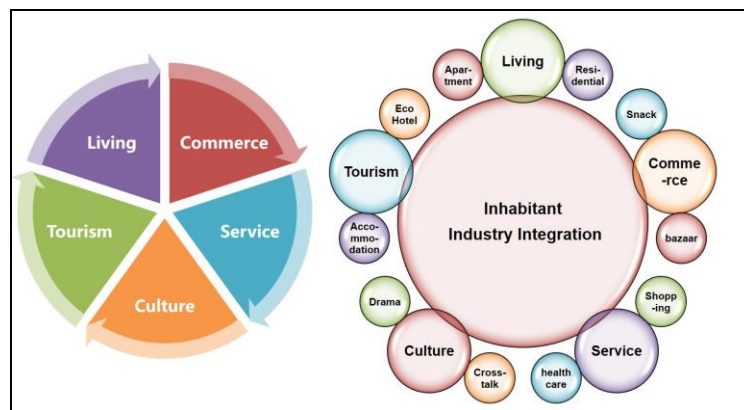 Living
Commerce
Service
Culture
Tourism
Living
Apar-
tment
Resi-
dential
Eco
Hotel
Snack
Tourism
Comme
-rce
Inhabitant
Industry Integration
Acco-
mmo-
dation
bazaar
Drama
Shopp
-ing
Culture
Service
Cross-
talk
health
care